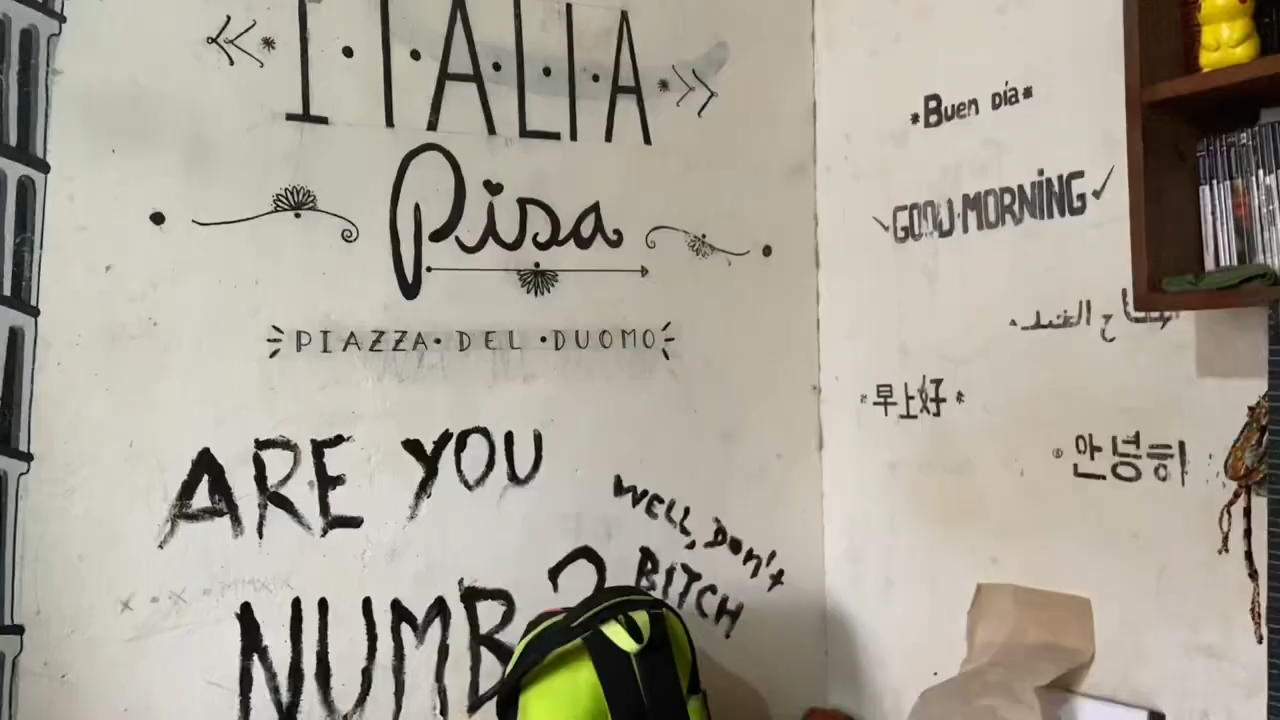 ITALIA
Pisa
PIAZZA DEL DUOMO
ARE YOU
NUMB?
WELL, DON'T
BITCH
X • X • MMXIX
*Buen Día*
GOOD MORNING
早上好
안녕히